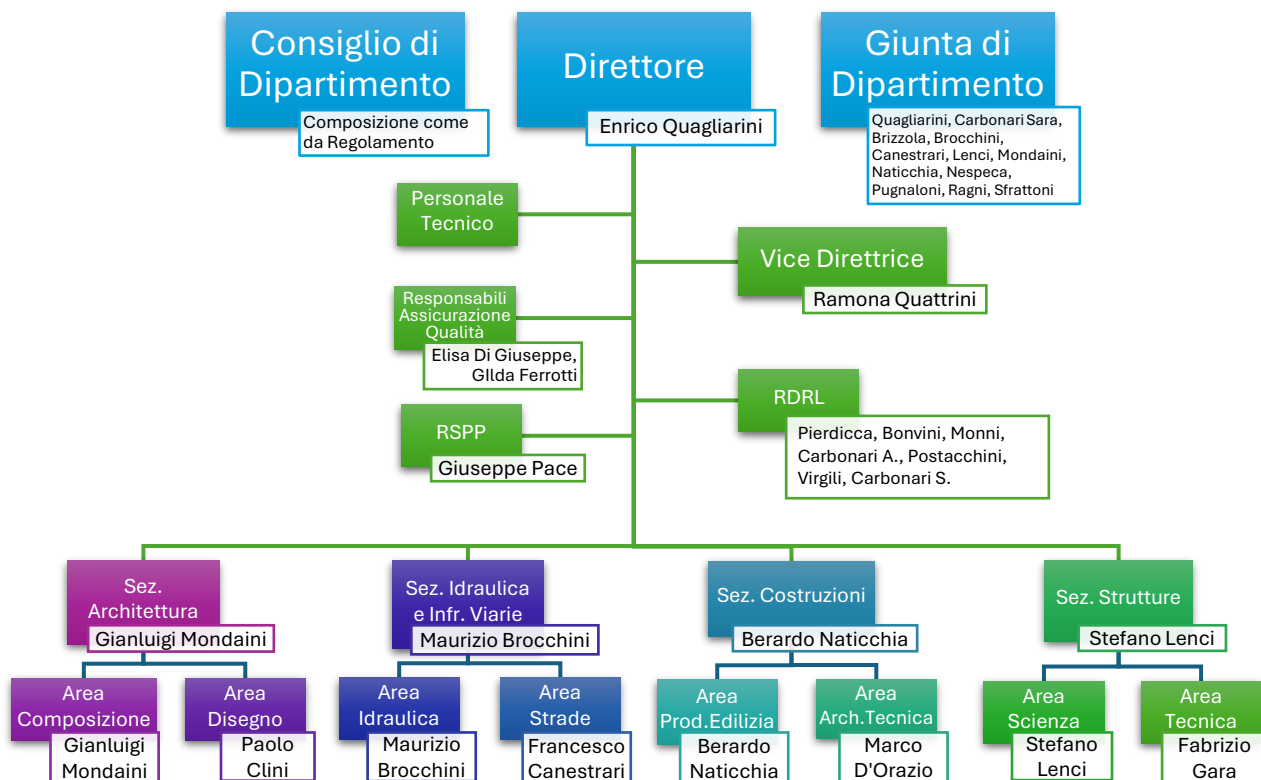 Consiglio di
Dipartimento
Composizione come
da Regolamento
Direttore
Enrico Quagliarini
Giunta di
Dipartimento
Quagliarini, Carbonari Sara,
Brizzola, Brocchini,
Canestrari, Lenci, Mondaini,
Naticchia, Nespeca,
Pugnaloni, Ragni, Sfrattoni
Personale
Tecnico
Vice Direttrice
Ramona Quattrini
Responsabili
Assicurazione
Qualità
Elisa Di Giuseppe,
GIlda Ferrotti
RDRL
Pierdicca, Bonvini, Monni,
Carbonari A., Postacchini,
Virgili, Carbonari S.
RSPP
Giuseppe Pace
Sez.
Architettura
Gianluigi Mondaini
Sez. Idraulica
e Infr. Viarie
Maurizio Brocchini
Sez. Costruzioni
Berardo Naticchia
Sez. Strutture
Stefano Lenci
Area
Composizione
Gianluigi
Mondaini
Area
Disegno
Paolo
Clini
Area
Idraulica
Maurizio
Brocchini
Area
Strade
Francesco
Canestrari
Area
Prod.Edilizia
Berardo
Naticchia
Area
Arch.Tecnica
Marco
D'Orazio
Area
Scienza
Stefano
Lenci
Area
Tecnica
Fabrizio
Gara